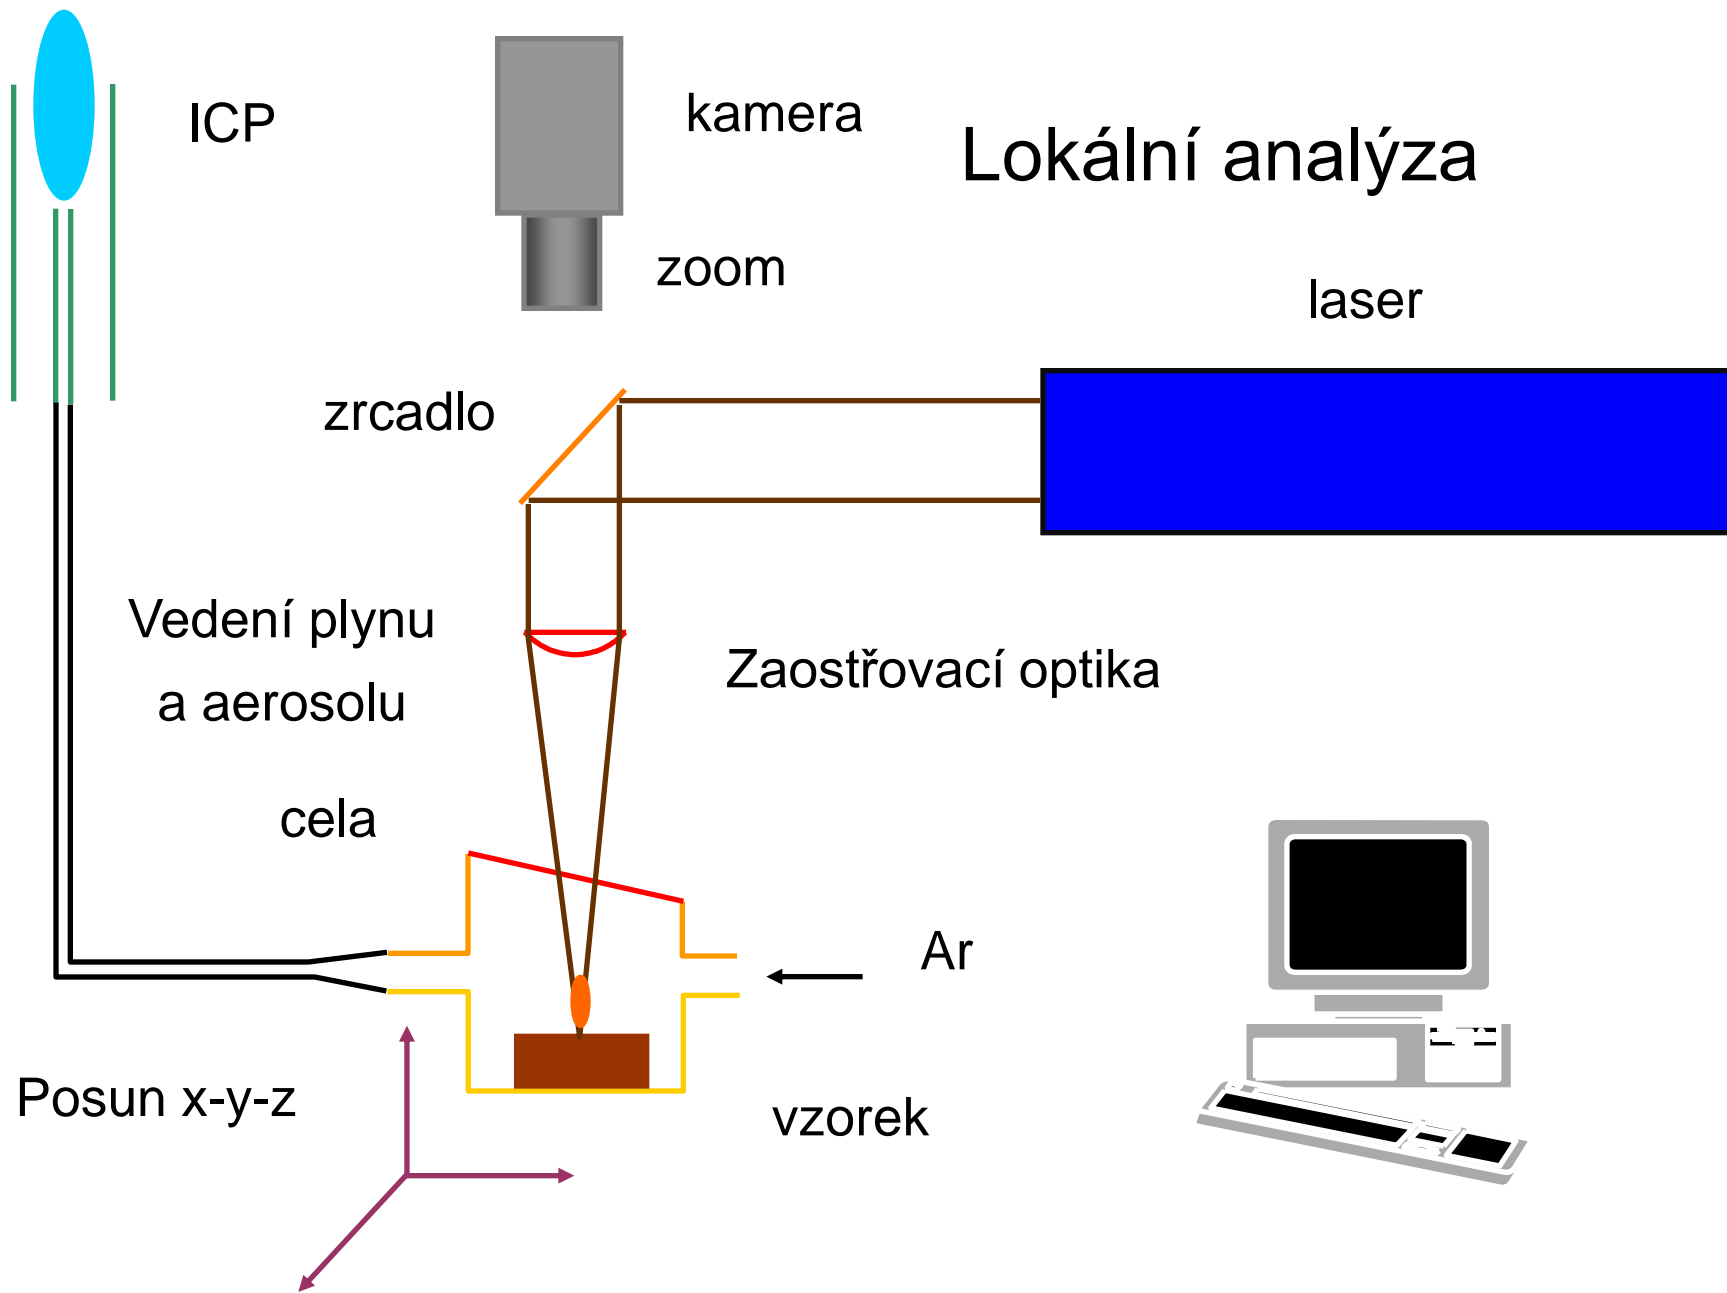 ICP
kamera
Lokální analýza
zoom
laser
zrcadlo
Vedení plynu
a aerosolu
Zaostřovací optika
cela
Ar
Posun x-y-z
vzorek